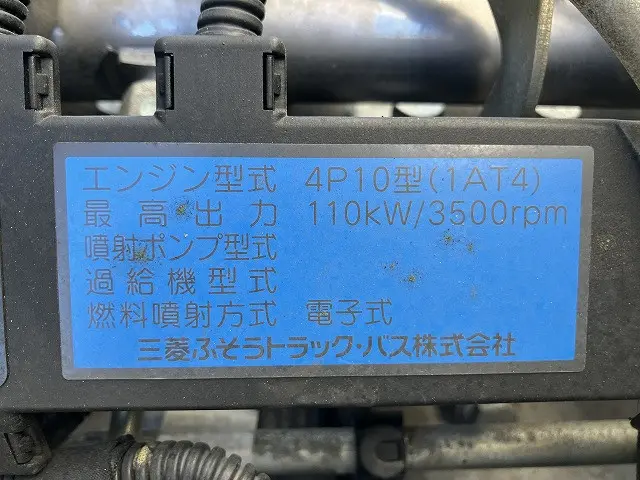 エンジン型式 4P10型(1AT4)
最高出力 110kW/3500rpm
噴射ポンプ型式
過給機型式
燃料噴射方式 電子式
三菱ふそうトラック・バス株式会社